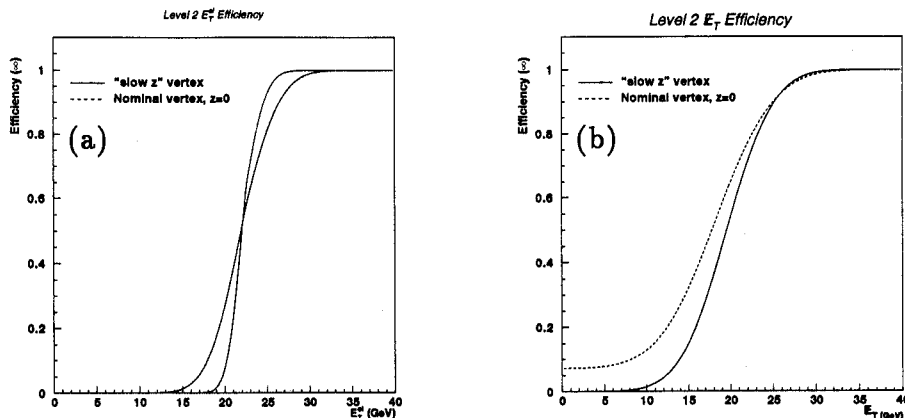 Level 2 E_T^el Efficiency
Efficiency (∞)
1
0.8
0.6
0.4
0.2
0
"slow z" vertex
Nominal vertex, z=0
(a)
0 5 10 15 20 25 30 35 40
E_T^el (GeV)
Level 2 E̸_T Efficiency
Efficiency (∞)
1
0.8
0.6
0.4
0.2
0
"slow z" vertex
Nominal vertex, z=0
(b)
0 5 10 15 20 25 30 35 40
E̸_T (GeV)